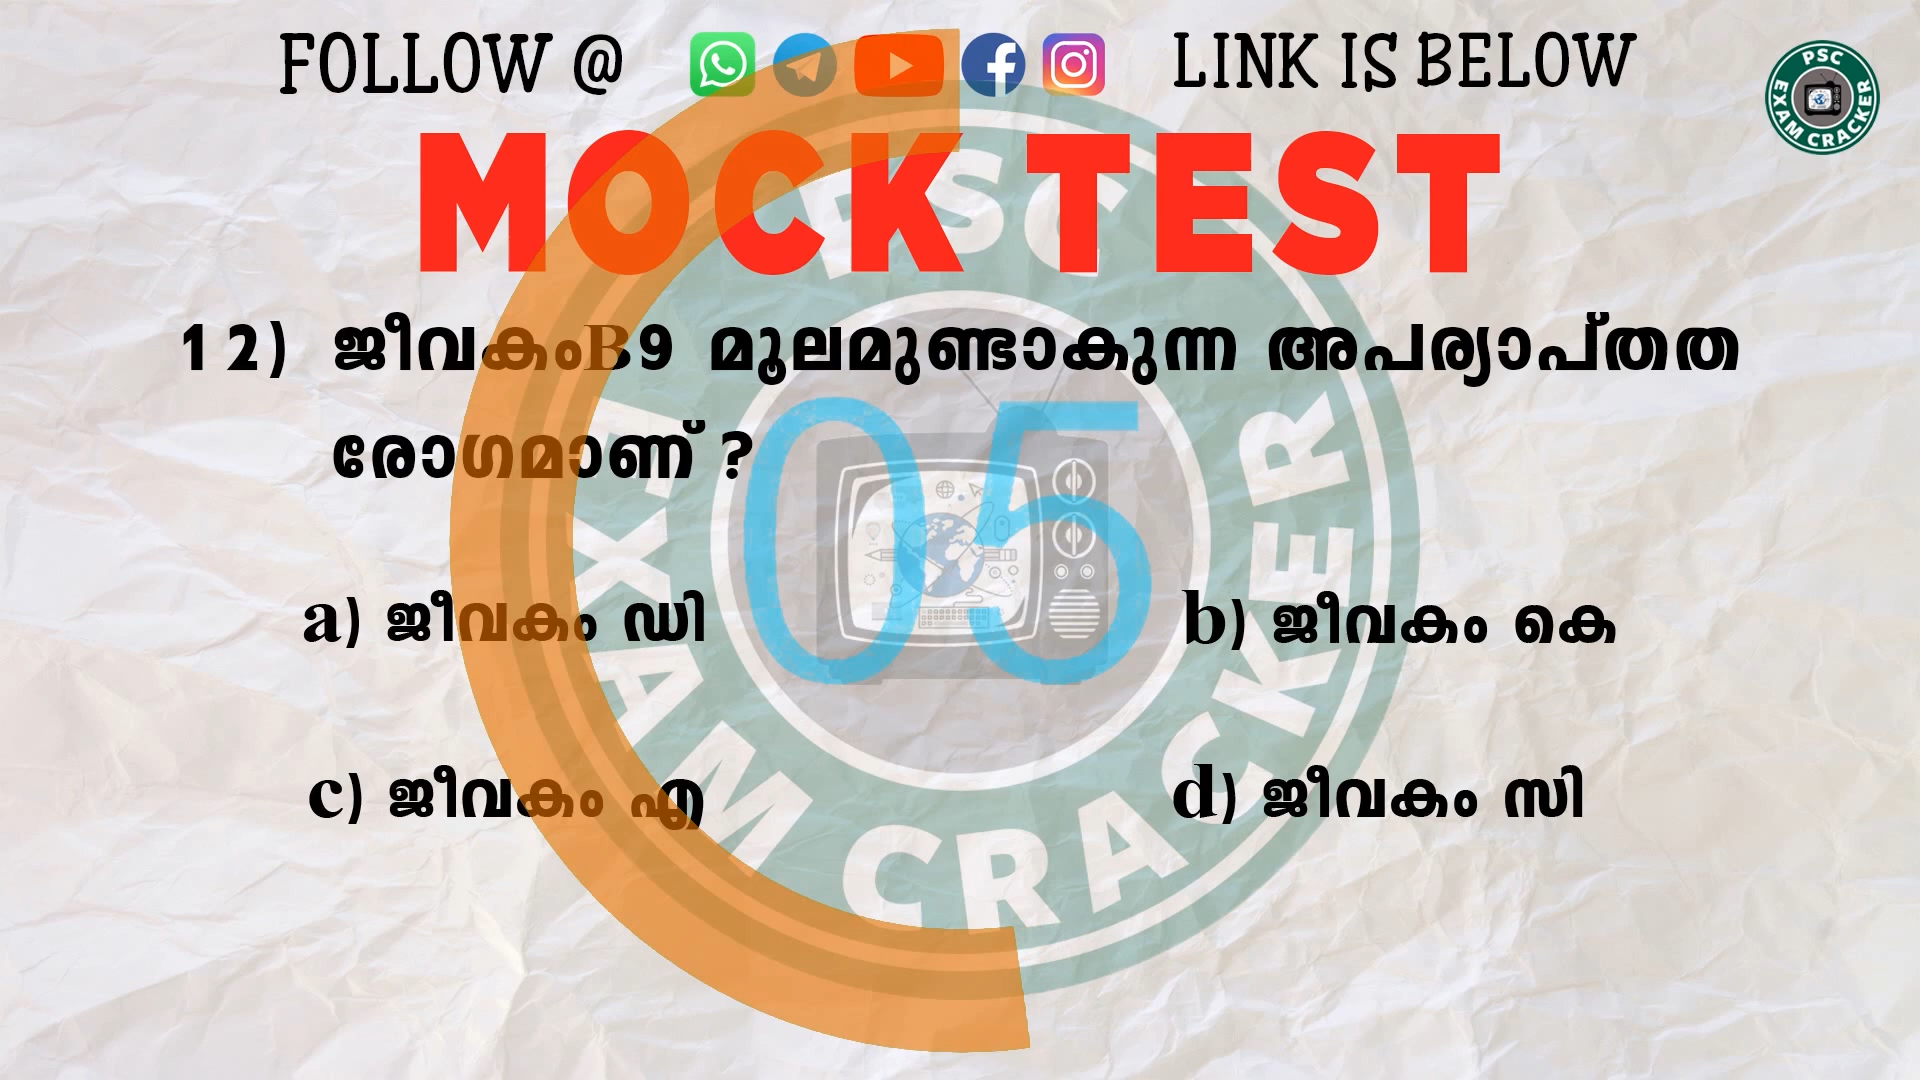 FOLLOW @ LINK IS BELOW
PSC EXAM CRACKER
MOCK TEST
12) ജീവകംB9 മൂലമുണ്ടാകുന്ന അപര്യാപ്തത
രോഗമാണ് ?
05
a) ജീവകം ഡി
b) ജീവകം കെ
c) ജീവകം എ
d) ജീവകം സി
PSC EXAM CRACKER